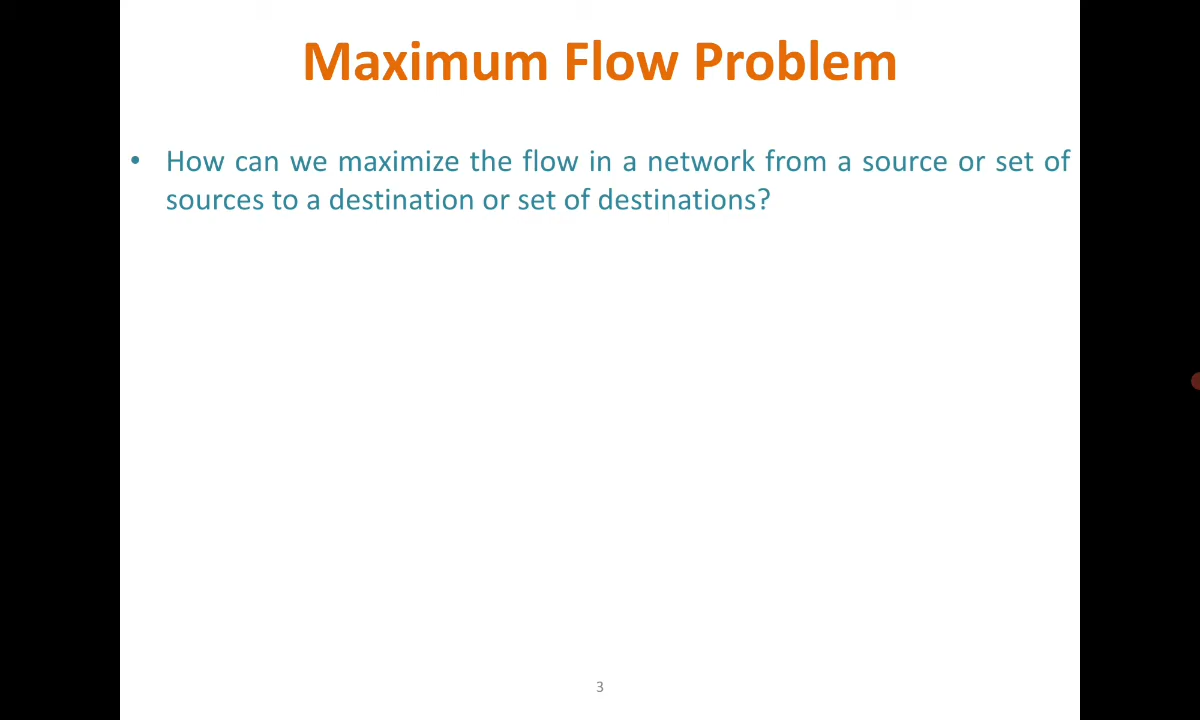 Maximum Flow Problem
• How can we maximize the flow in a network from a source or set of
sources to a destination or set of destinations?
3